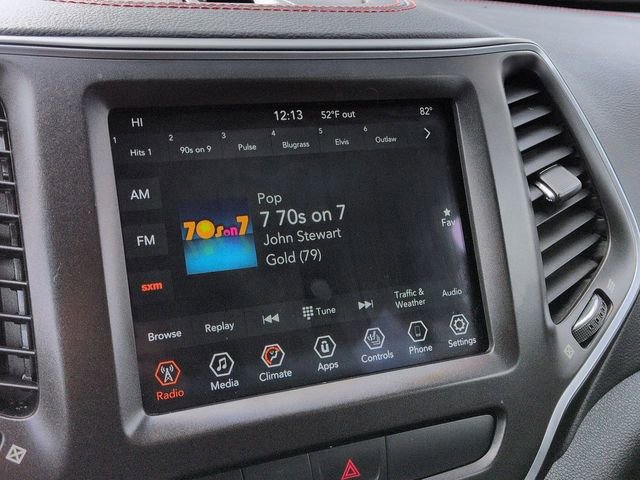 HI 12:13 52°F out 82°
1 Hits 1 2 90s on 9 3 Pulse 4 Blugrass 5 Elvis 6 Outlaw
AM
FM
sxm
70s on 7
Pop
7 70s on 7
John Stewart
Gold (79)
Fav
Browse Replay Tune Traffic & Weather Audio
Radio Media Climate Apps Controls Phone Settings